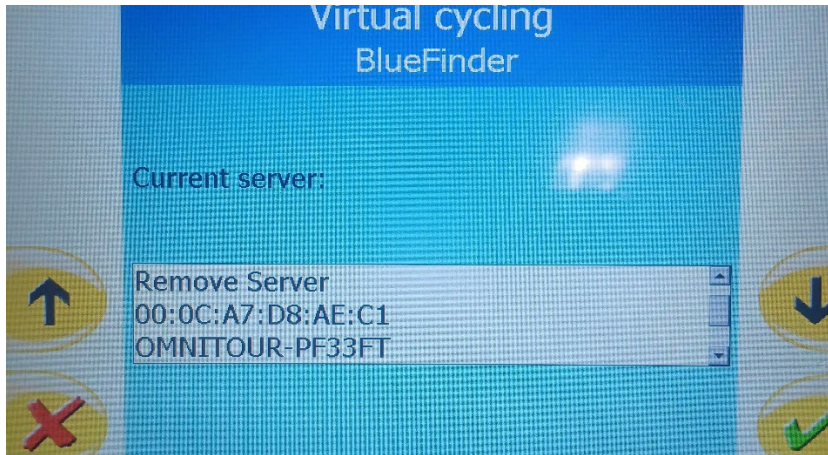 Virtual cycling
BlueFinder
Current server:
Remove Server
00:0C:A7:D8:AE:C1
OMNITOUR-PF33FT